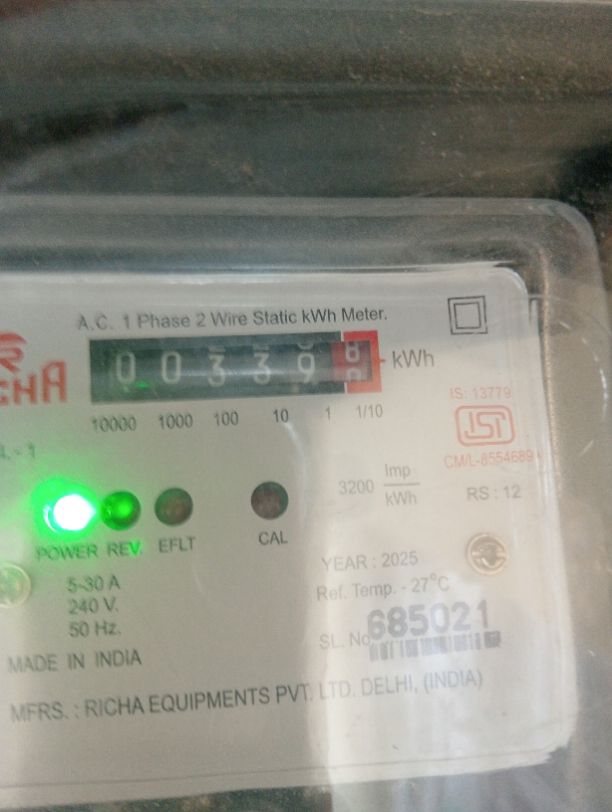 A.C. 1 Phase 2 Wire Static kWh Meter.
0 0 3 3 9 8 kWh
10000 1000 100 10 1 1/10
CHA
IS: 13779
ISI
CM/L-8554689
3200 Imp/kWh
RS : 12
POWER REV. EFLT CAL
5-30 A
240 V.
50 Hz.
YEAR : 2025
Ref. Temp. - 27°C
SL. No 685021
MADE IN INDIA
MFRS. : RICHA EQUIPMENTS PVT. LTD. DELHI, (INDIA)